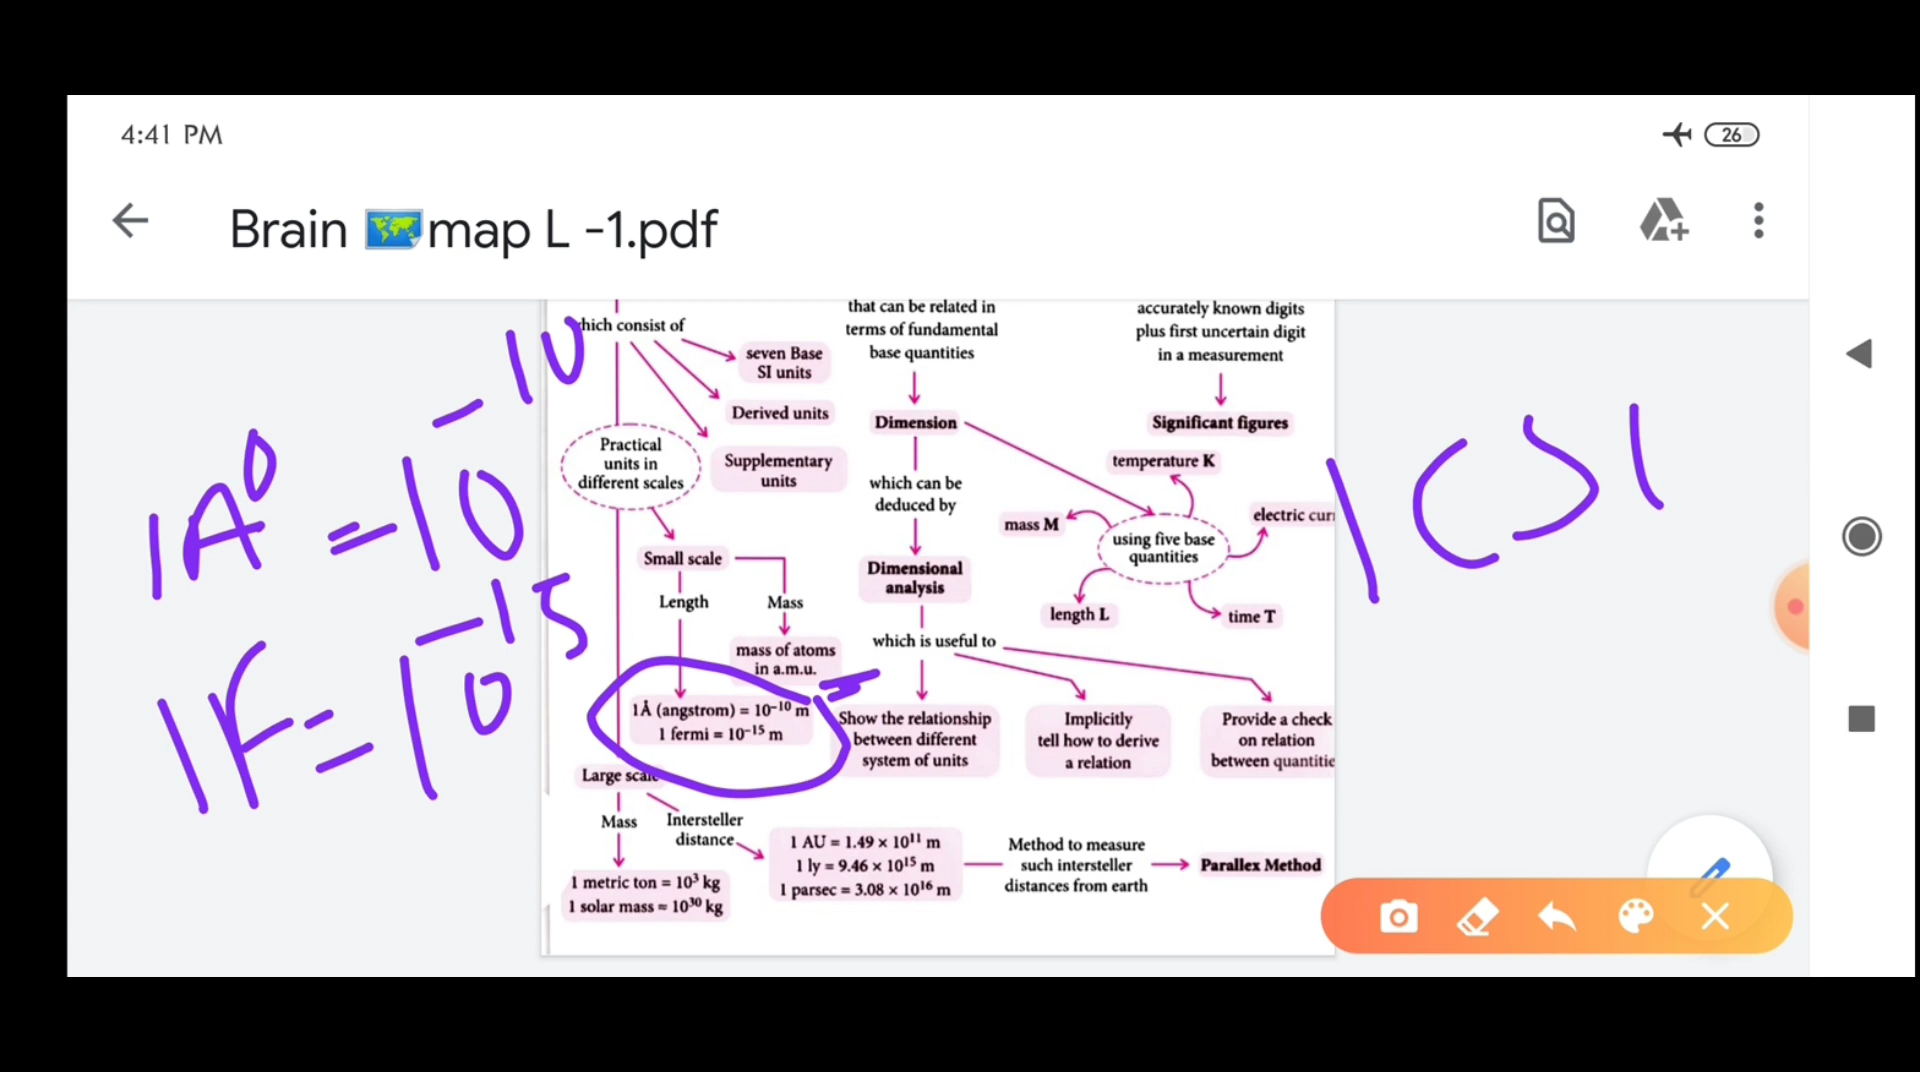 4:41 PM
26
Brain 🗺️map L -1.pdf
hich consist of
seven Base
SI units
Derived units
Supplementary
units
Practical
units in
different scales
Small scale
Length
Mass
mass of atoms
in a.m.u.
1Å (angstrom) = 10⁻¹⁰ m
1 fermi = 10⁻¹⁵ m
Large scale
Mass
Intersteller
distance
1 metric ton = 10³ kg
1 solar mass ≈ 10³⁰ kg
1 AU = 1.49 × 10¹¹ m
1 ly = 9.46 × 10¹⁵ m
1 parsec = 3.08 × 10¹⁶ m
Method to measure
such intersteller
distances from earth
Parallex Method
that can be related in
terms of fundamental
base quantities
Dimension
which can be
deduced by
Dimensional
analysis
which is useful to
Show the relationship
between different
system of units
Implicitly
tell how to derive
a relation
Provide a check
on relation
between quantitie
accurately known digits
plus first uncertain digit
in a measurement
Significant figures
temperature K
mass M
electric curr
using five base
quantities
length L
time T
1A⁰ = 10⁻¹⁰
1F = 10⁻¹⁵